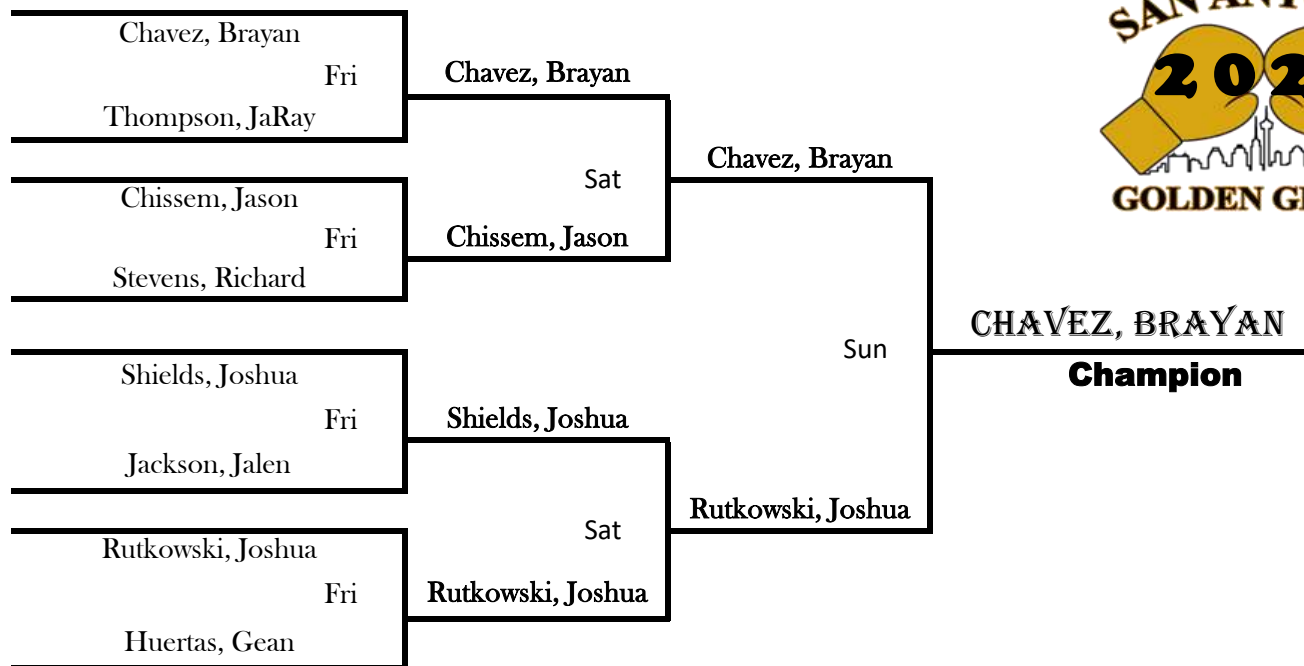 Chavez, Brayan
Fri
Thompson, JaRay
Chissem, Jason
Fri
Stevens, Richard
Shields, Joshua
Fri
Jackson, Jalen
Rutkowski, Joshua
Fri
Huertas, Gean
Chavez, Brayan
Sat
Chissem, Jason
Shields, Joshua
Sat
Rutkowski, Joshua
Chavez, Brayan
Sun
Rutkowski, Joshua
CHAVEZ, BRAYAN
Champion
SAN
GOLDEN